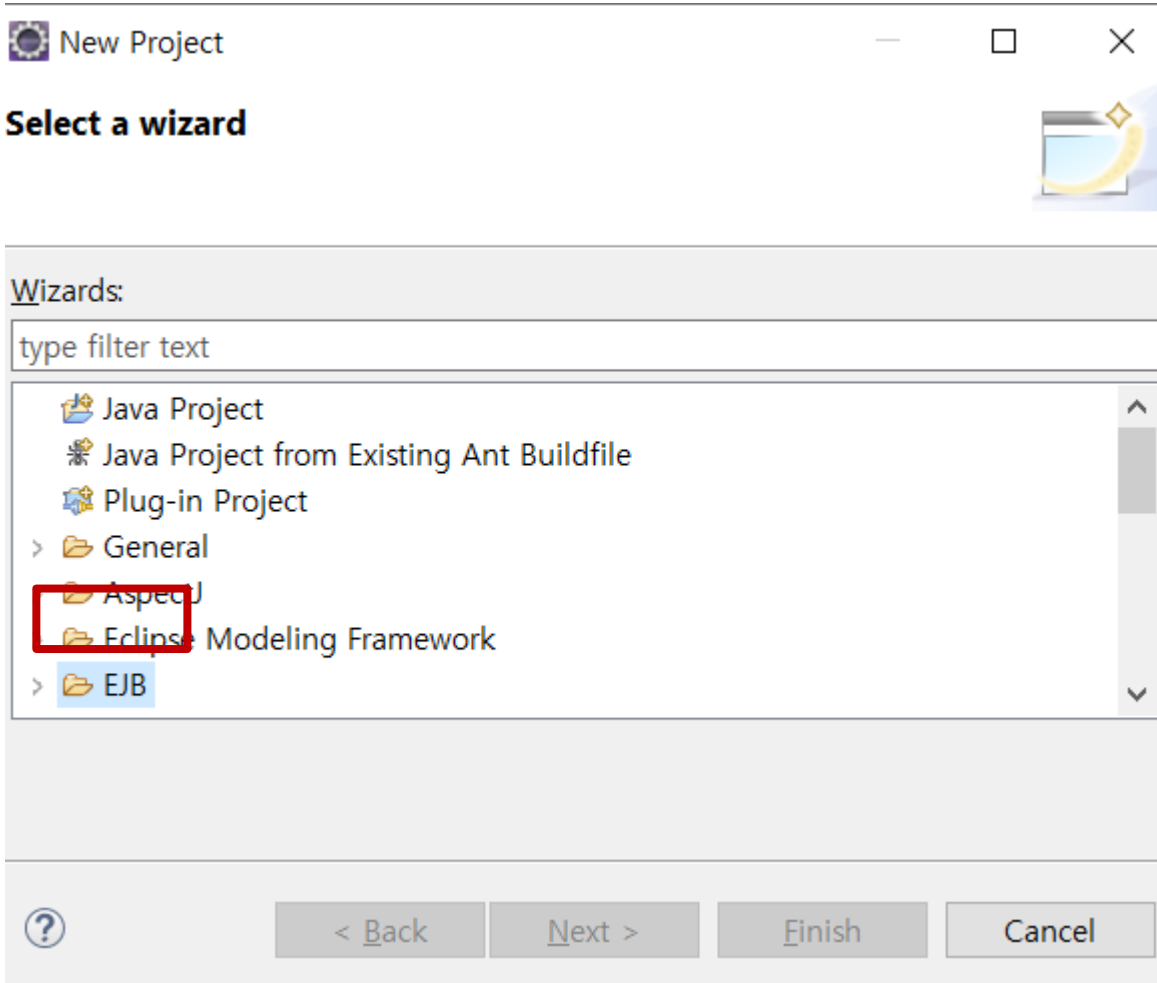 New Project
Select a wizard
Wizards:
type filter text
Java Project
Java Project from Existing Ant Buildfile
Plug-in Project
General
AspectJ
Eclipse Modeling Framework
EJB
?
< Back
Next >
Finish
Cancel